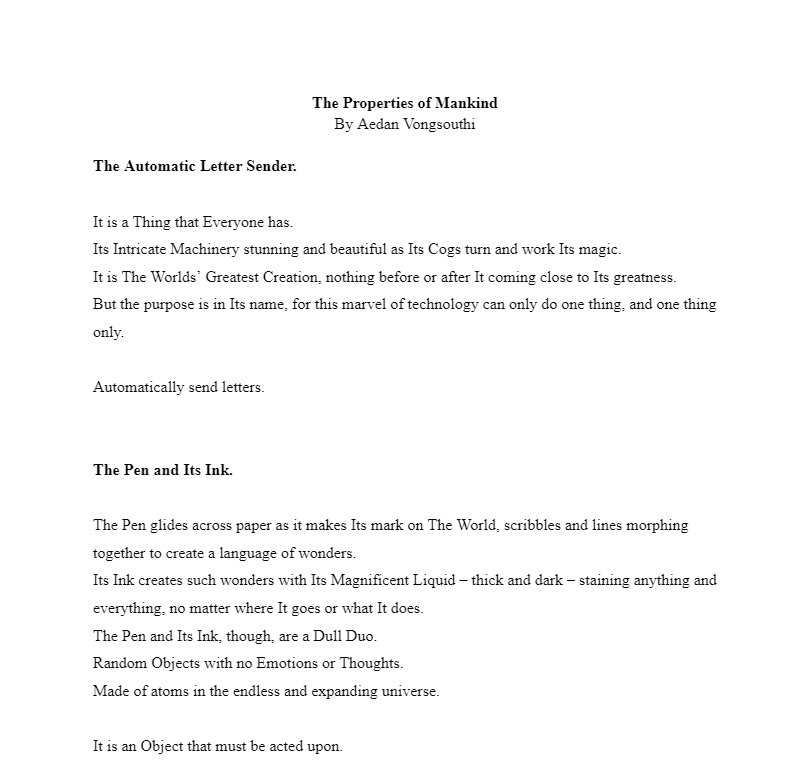 The Properties of Mankind
By Aedan Vongsouthi
The Automatic Letter Sender.
It is a Thing that Everyone has.
Its Intricate Machinery stunning and beautiful as Its Cogs turn and work Its magic.
It is The Worlds’ Greatest Creation, nothing before or after It coming close to Its greatness.
But the purpose is in Its name, for this marvel of technology can only do one thing, and one thing
only.
Automatically send letters.
The Pen and Its Ink.
The Pen glides across paper as it makes Its mark on The World, scribbles and lines morphing
together to create a language of wonders.
Its Ink creates such wonders with Its Magnificent Liquid – thick and dark – staining anything and
everything, no matter where It goes or what It does.
The Pen and Its Ink, though, are a Dull Duo.
Random Objects with no Emotions or Thoughts.
Made of atoms in the endless and expanding universe.
It is an Object that must be acted upon.